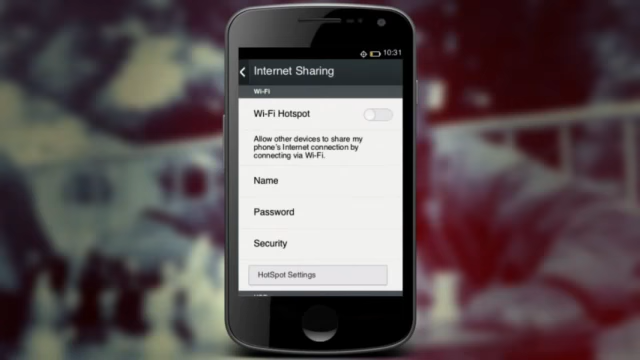 10:31
Internet Sharing
Wi-Fi
Wi-Fi Hotspot
Allow other devices to share my
phone's Internet connection by
connecting via Wi-Fi.
Name
Password
Security
HotSpot Settings